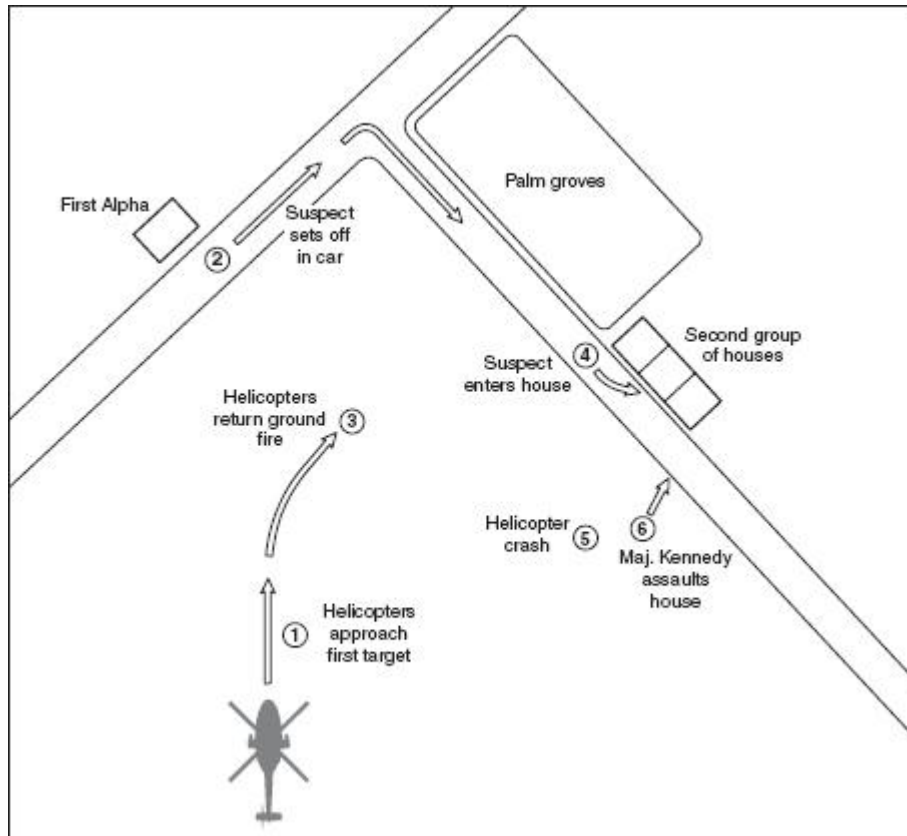 First Alpha
2
Suspect
sets off
in car
Palm groves
Second group
of houses
4
Suspect
enters house
Helicopters
return ground
fire
3
Helicopter
crash
5
6
Maj. Kennedy
assaults
house
1
Helicopters
approach
first target